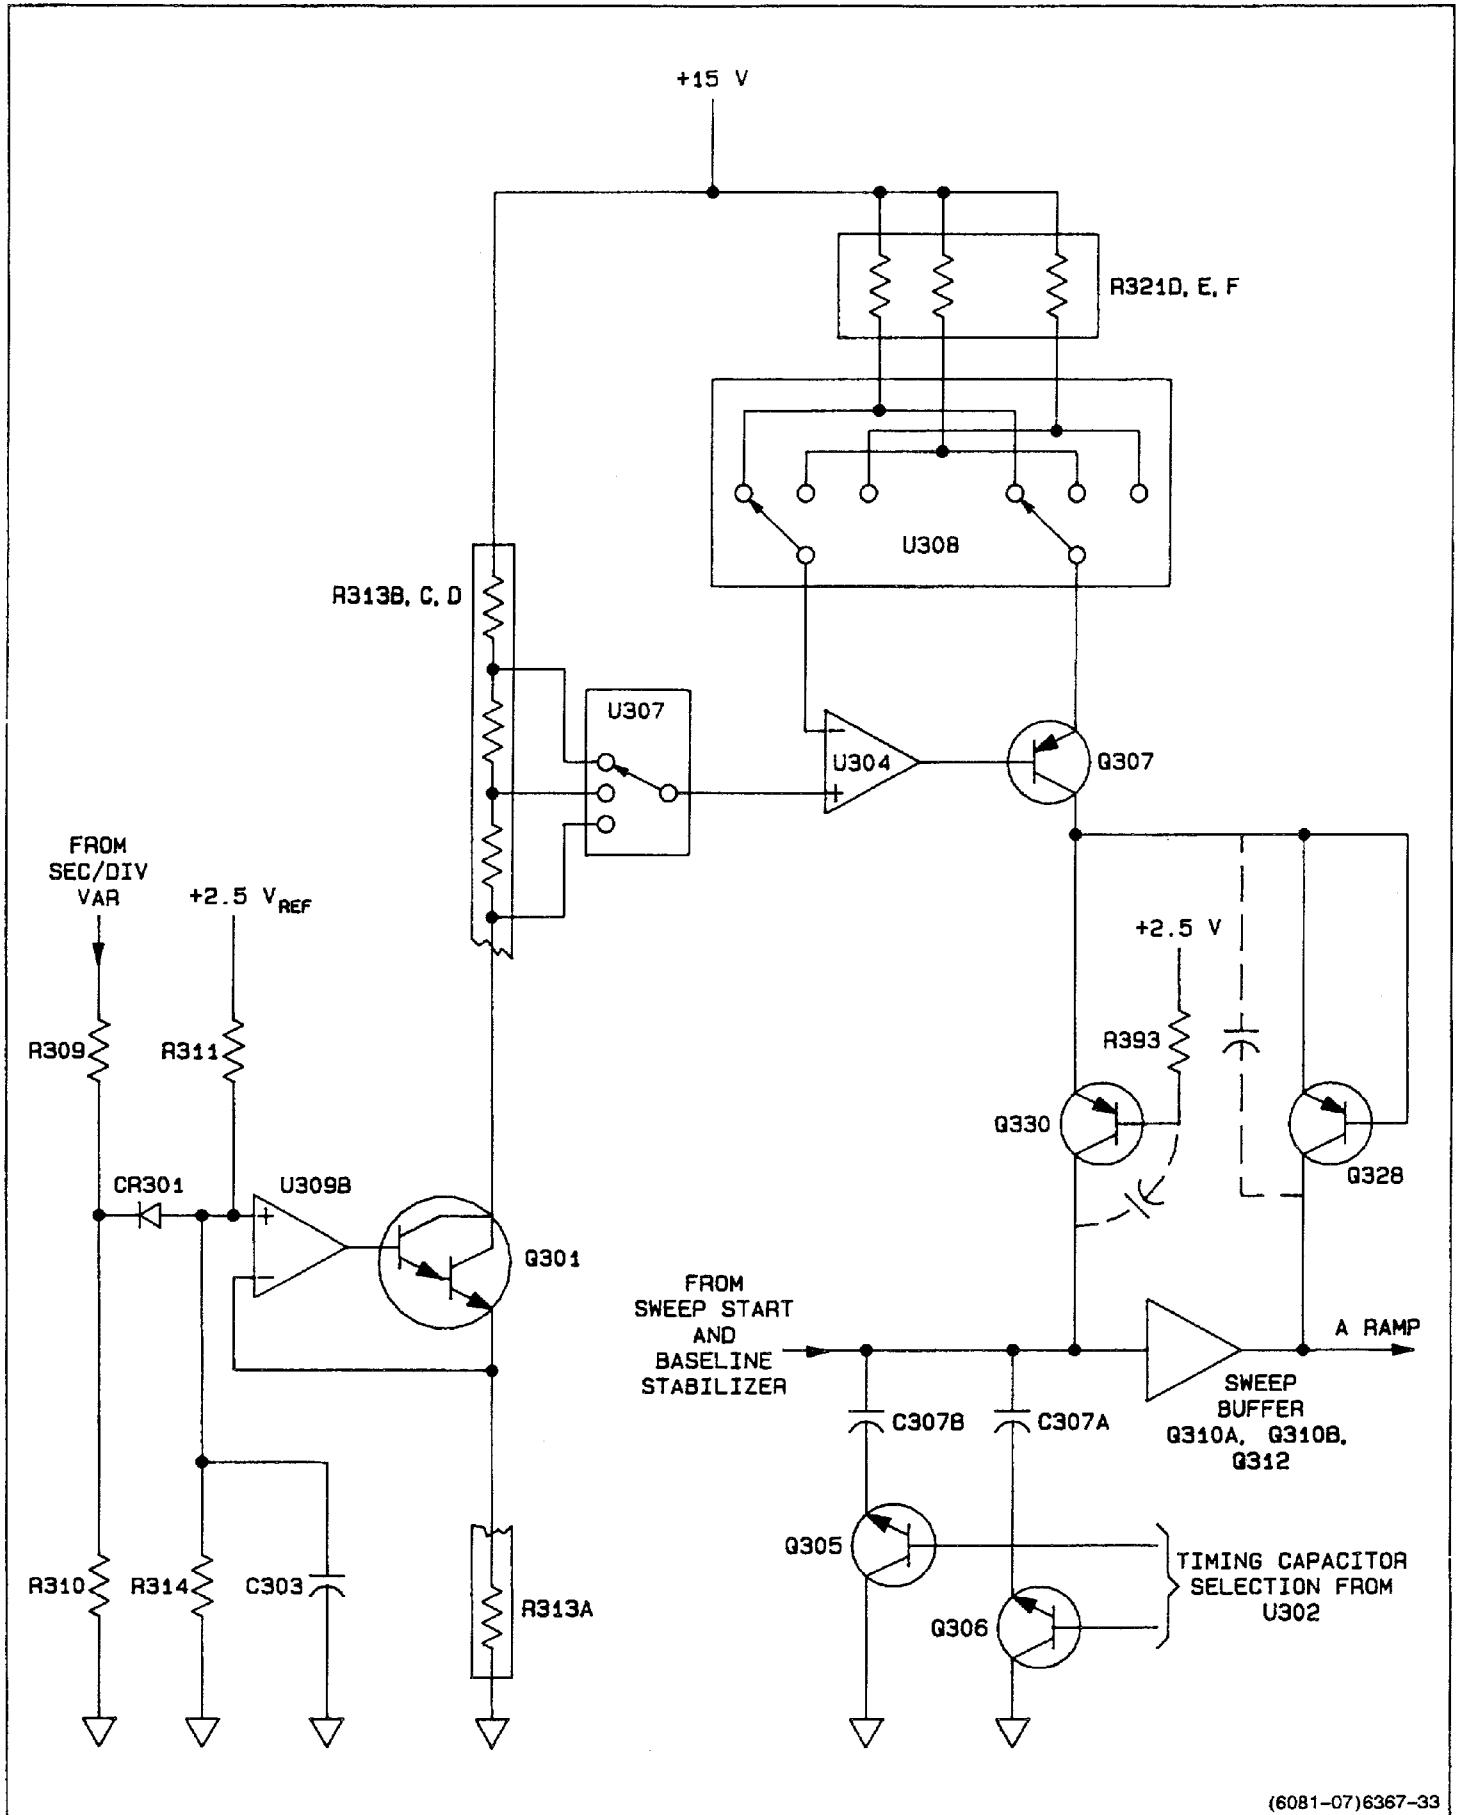 +15 V
R321D, E, F
U308
R313B, C, D
U307
−
U304
+
Q307
FROM
SEC/DIV
VAR
+2.5 VREF
+2.5 V
R309
R311
R393
Q330
Q328
CR301
U309B
+
−
Q301
FROM
SWEEP START
AND
BASELINE
STABILIZER
A RAMP
SWEEP
BUFFER
Q310A, Q310B,
Q312
C307B
C307A
Q305
Q306
TIMING CAPACITOR
SELECTION FROM
U302
R310
R314
C303
R313A
(6081-07)6367-33